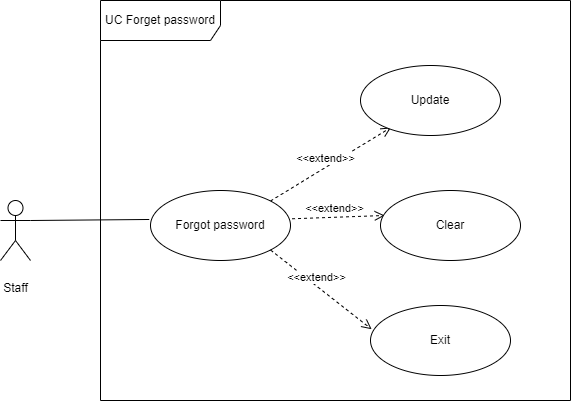 UC Forget password
Update
<<extend>>
<<extend>>
Forgot password
Clear
<<extend>>
Staff
Exit